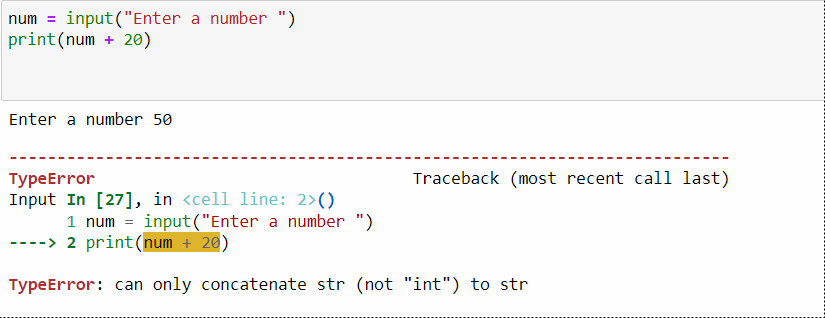 num = input("Enter a number ")
print(num + 20)
Enter a number 50
---------------------------------------------------------------------------
TypeError                                 Traceback (most recent call last)
Input In [27], in <cell line: 2>()
      1 num = input("Enter a number ")
----> 2 print(num + 20)
TypeError: can only concatenate str (not "int") to str